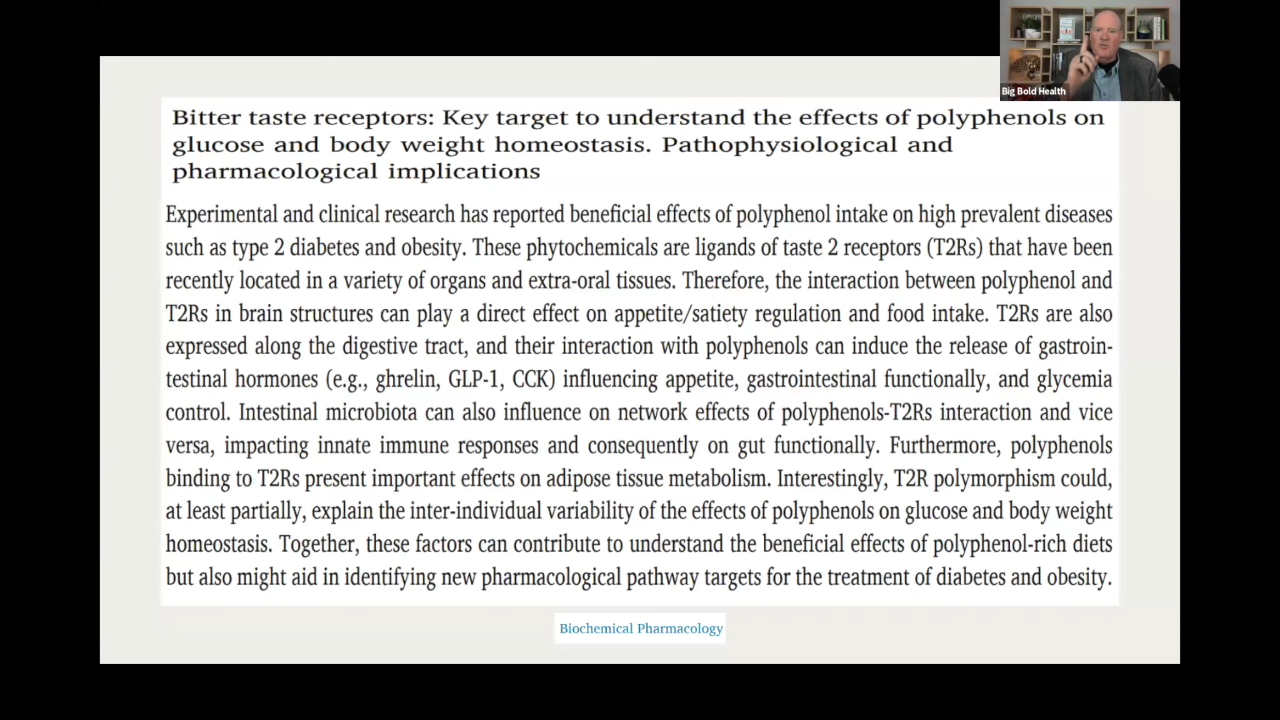 Big Bold Health
Bitter taste receptors: Key target to understand the effects of polyphenols on
glucose and body weight homeostasis. Pathophysiological and
pharmacological implications
Experimental and clinical research has reported beneficial effects of polyphenol intake on high prevalent diseases
such as type 2 diabetes and obesity. These phytochemicals are ligands of taste 2 receptors (T2Rs) that have been
recently located in a variety of organs and extra-oral tissues. Therefore, the interaction between polyphenol and
T2Rs in brain structures can play a direct effect on appetite/satiety regulation and food intake. T2Rs are also
expressed along the digestive tract, and their interaction with polyphenols can induce the release of gastroin-
testinal hormones (e.g., ghrelin, GLP-1, CCK) influencing appetite, gastrointestinal functionally, and glycemia
control. Intestinal microbiota can also influence on network effects of polyphenols-T2Rs interaction and vice
versa, impacting innate immune responses and consequently on gut functionally. Furthermore, polyphenols
binding to T2Rs present important effects on adipose tissue metabolism. Interestingly, T2R polymorphism could,
at least partially, explain the inter-individual variability of the effects of polyphenols on glucose and body weight
homeostasis. Together, these factors can contribute to understand the beneficial effects of polyphenol-rich diets
but also might aid in identifying new pharmacological pathway targets for the treatment of diabetes and obesity.
Biochemical Pharmacology